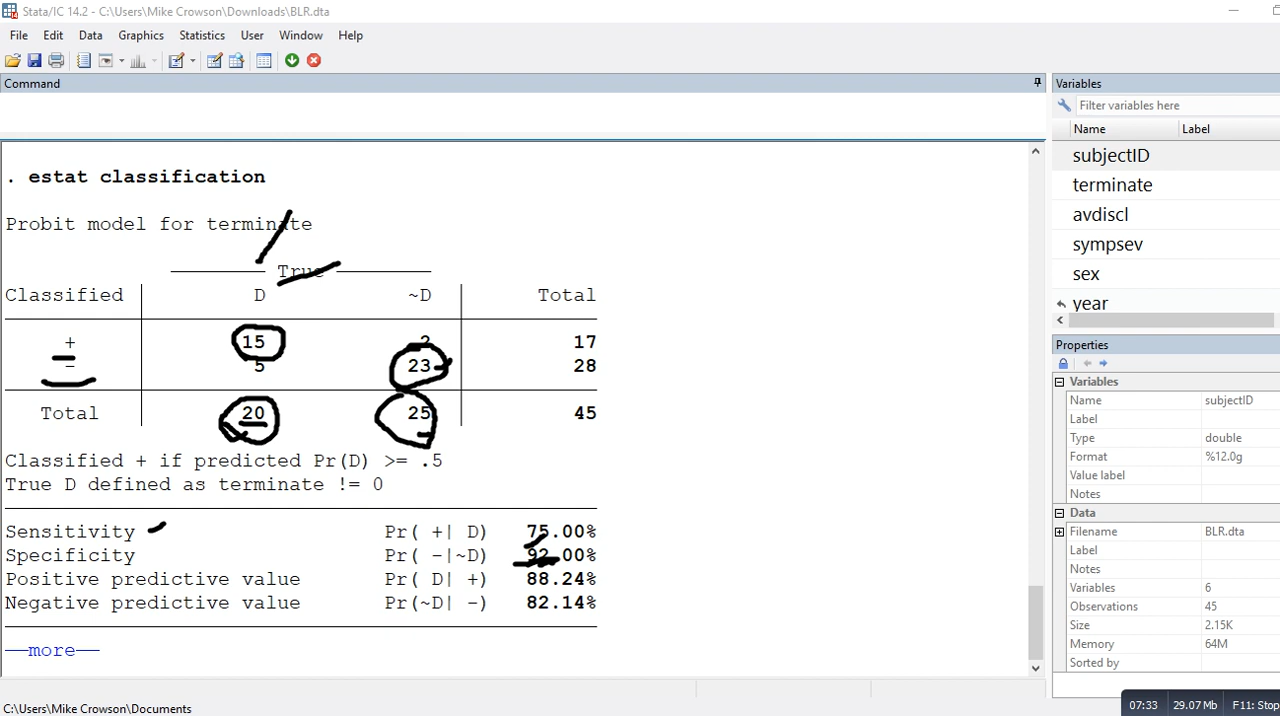 Stata/IC 14.2 - C:\Users\Mike Crowson\Downloads\BLR.dta
File Edit Data Graphics Statistics User Window Help
Command
. estat classification
Probit model for terminate
True
Classified D ~D Total
+ 15 2 17
- 5 23 28
Total 20 25 45
Classified + if predicted Pr(D) >= .5
True D defined as terminate != 0
Sensitivity Pr( +| D) 75.00%
Specificity Pr( -|~D) 92.00%
Positive predictive value Pr( D| +) 88.24%
Negative predictive value Pr(~D| -) 82.14%
—more—
C:\Users\Mike Crowson\Documents
Variables
Filter variables here
Name Label
subjectID
terminate
avdiscl
sympsev
sex
year
Properties
Variables
Name subjectID
Label
Type double
Format %12.0g
Value label
Notes
Data
Filename BLR.dta
Label
Notes
Variables 6
Observations 45
Size 2.15K
Memory 64M
Sorted by
07:33 29.07 Mb F11: Stop